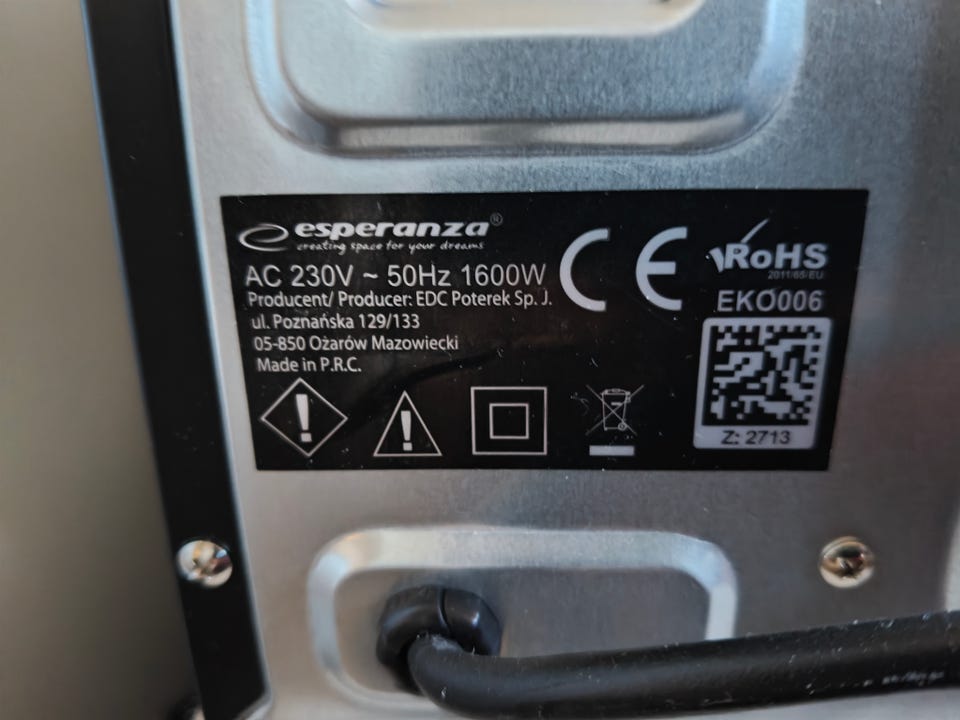 esperanza®
creating space for your dreams
AC 230V ~ 50Hz 1600W
Producent/ Producer: EDC Poterek Sp. J.
ul. Poznańska 129/133
05-850 Ożarów Mazowiecki
Made in P.R.C.
CE
RoHS
2011/65/EU
EKO006
Z: 2713